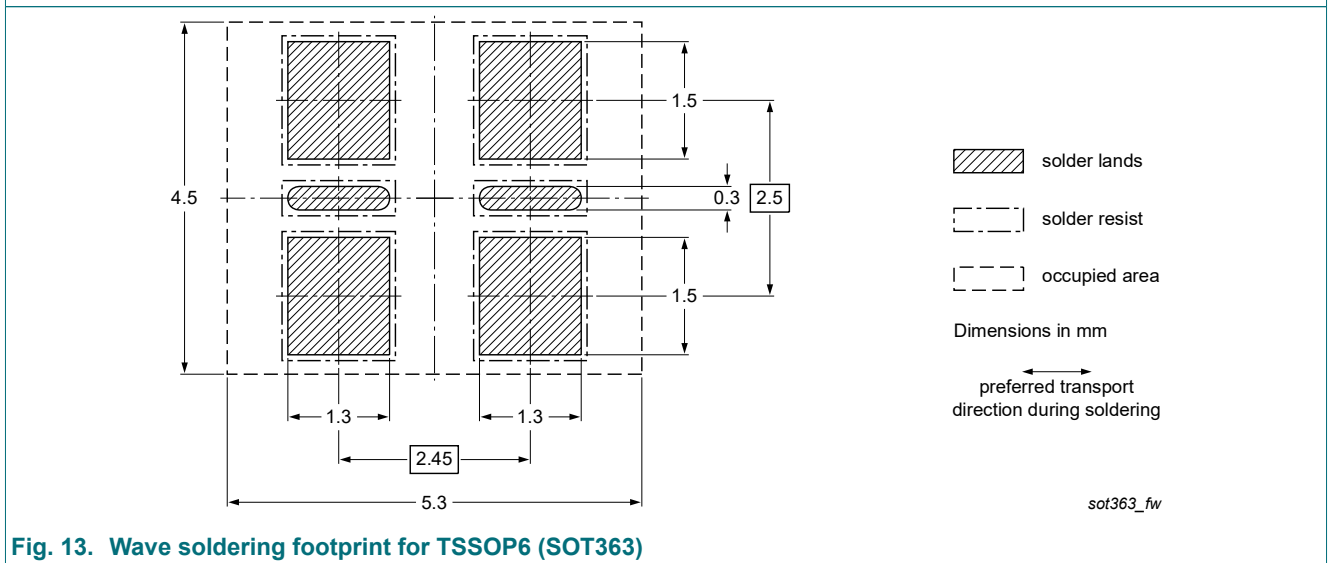 1.5
solder lands
4.5
0.3 2.5
solder resist
occupied area
1.5
Dimensions in mm
preferred transport
direction during soldering
1.3 1.3
2.45
5.3
sot363_fw
Fig. 13. Wave soldering footprint for TSSOP6 (SOT363)